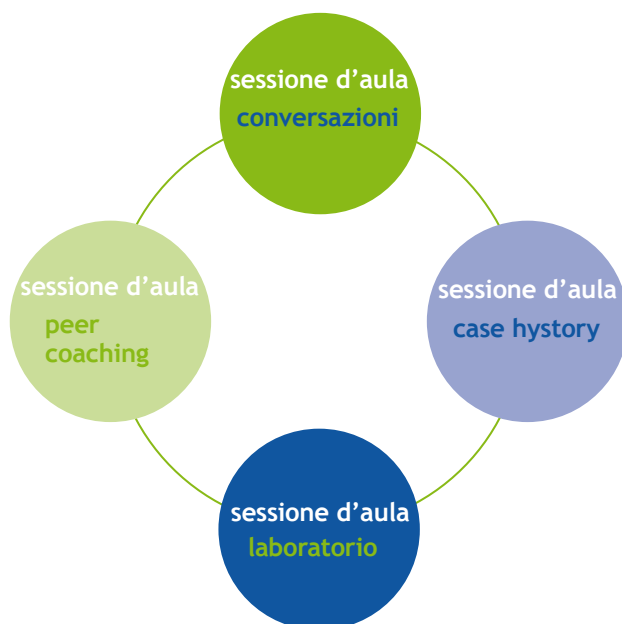 sessione d’aula
conversazioni
sessione d’aula
peer
coaching
sessione d’aula
case hystory
sessione d’aula
laboratorio